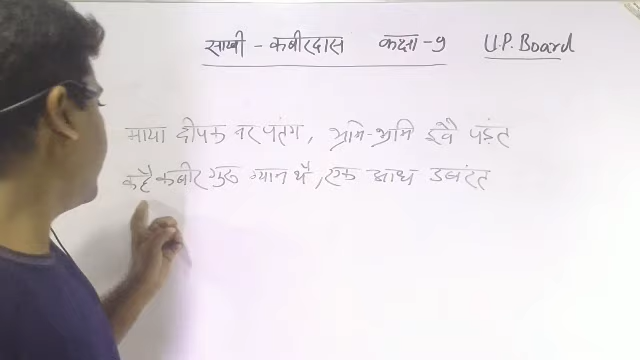 साखी - कबीरदास कक्षा - 9 U.P. Board
माया दीपक नर पतंग, भ्रमि-भ्रमि इवै पड़ंत
कहै कबीर गुरु ग्यान थैं, एक आध उबरंत